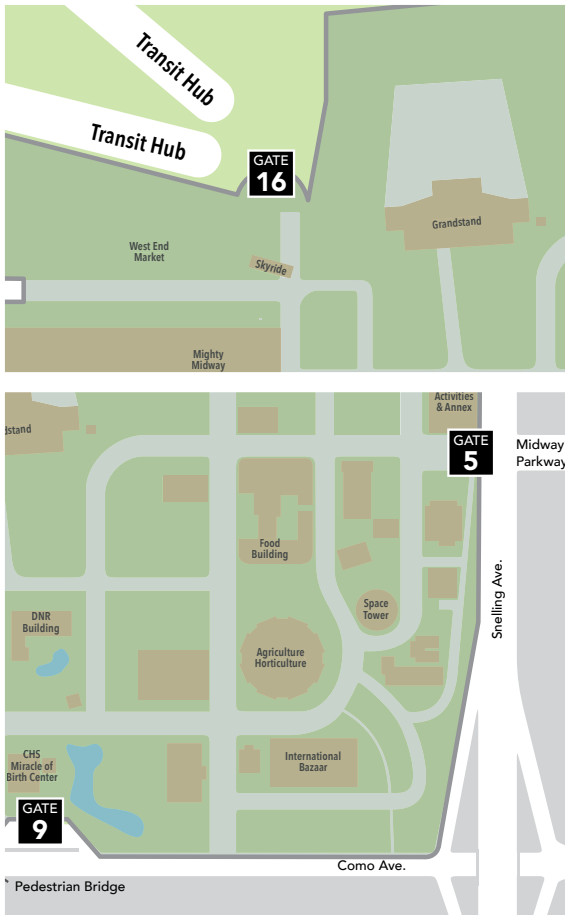 Transit Hub
Transit Hub
GATE
16
Grandstand
West End
Market
Skyride
Mighty
Midway
Activities
& Annex
dstand
GATE
5
Midway
Parkway
Food
Building
Snelling Ave.
DNR
Building
Space
Tower
Agriculture
Horticulture
CHS
Miracle of
Birth Center
International
Bazaar
GATE
9
Como Ave.
Pedestrian Bridge